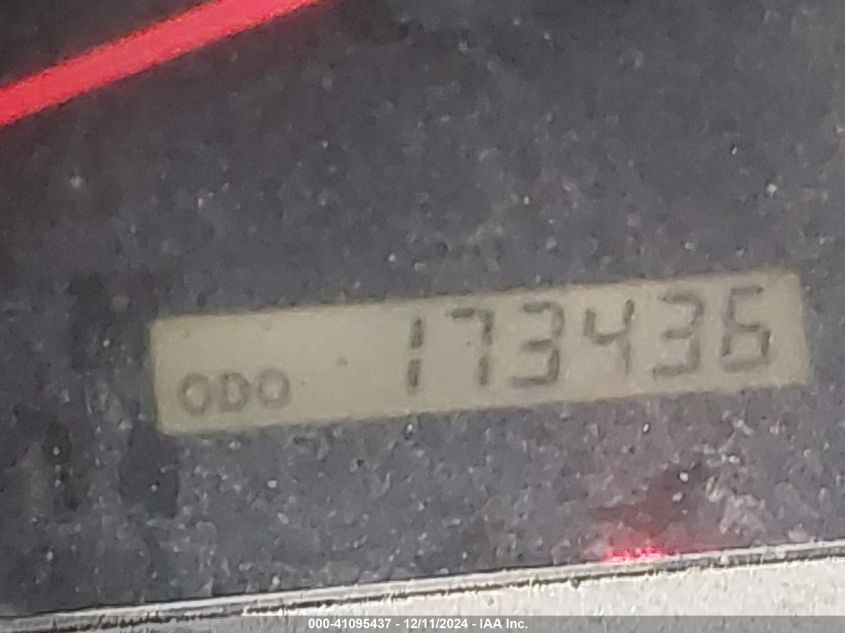 ODO 173436
000-41095437 - 12/11/2024 - IAA Inc.